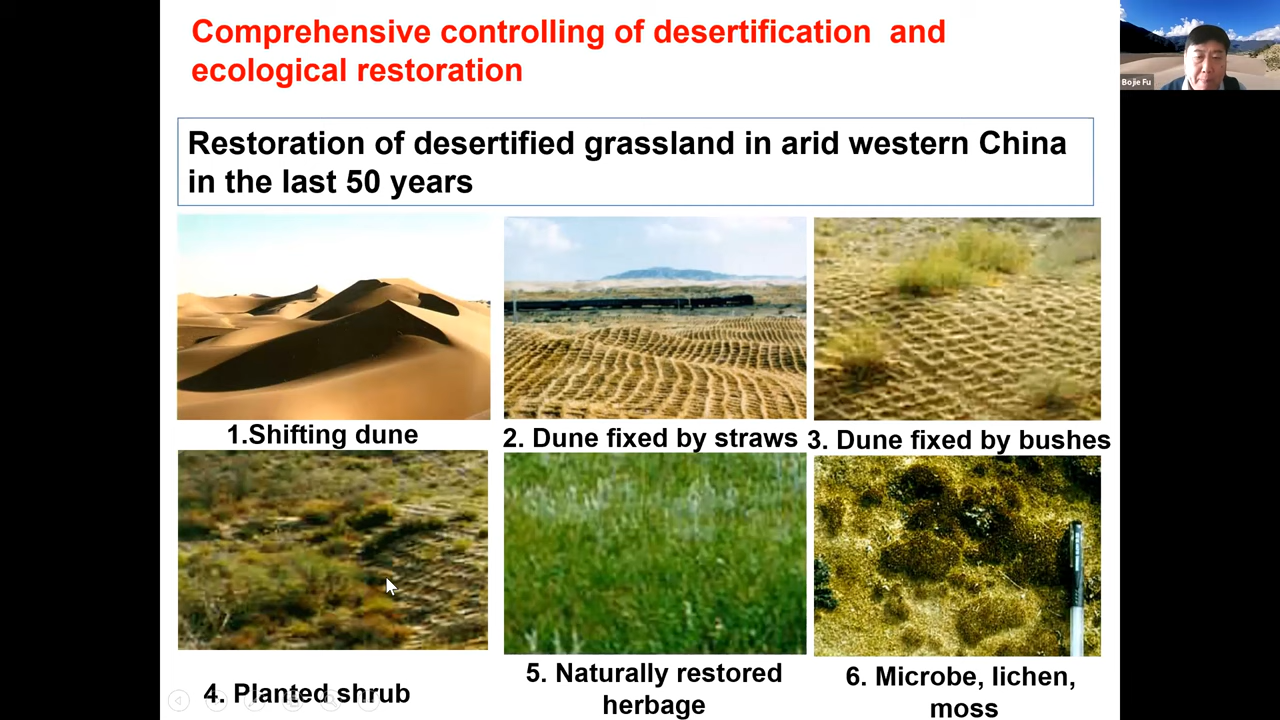 Comprehensive controlling of desertification and
ecological restoration
Bojie Fu
Restoration of desertified grassland in arid western China
in the last 50 years
1.Shifting dune
2. Dune fixed by straws
3. Dune fixed by bushes
4. Planted shrub
5. Naturally restored
herbage
6. Microbe, lichen,
moss